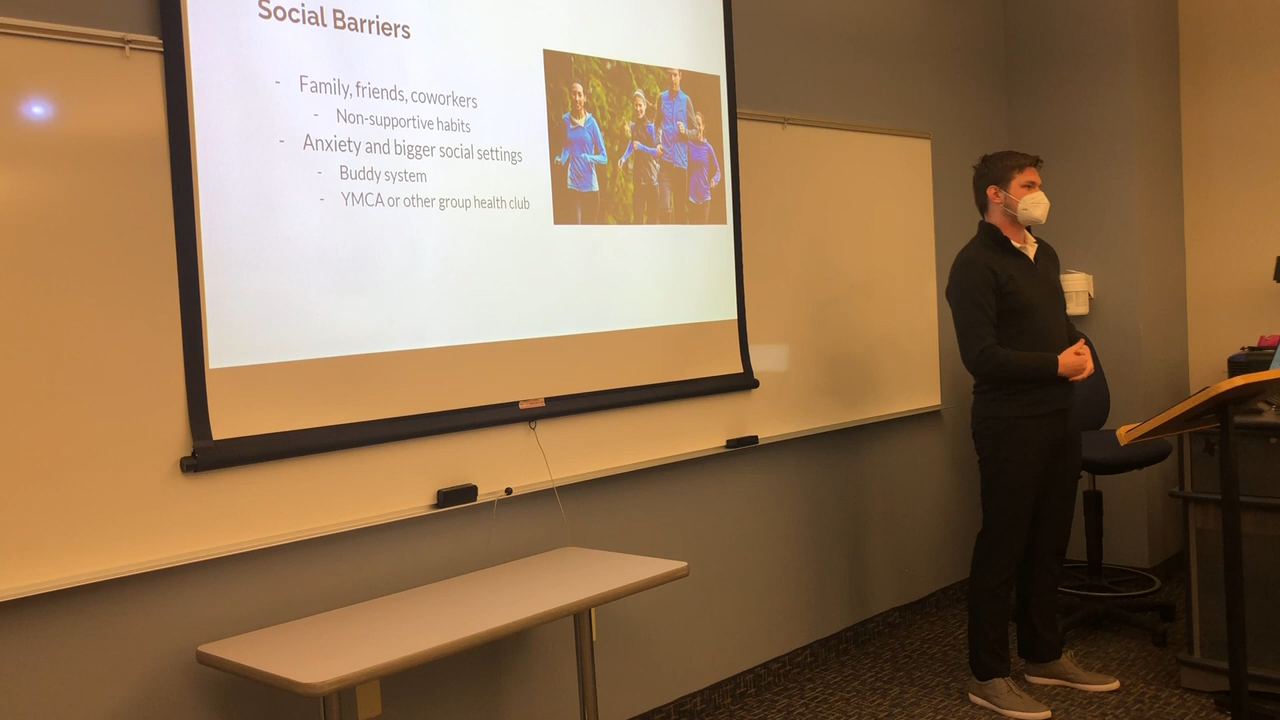 Social Barriers
- Family, friends, coworkers
- Non-supportive habits
- Anxiety and bigger social settings
- Buddy system
- YMCA or other group health club